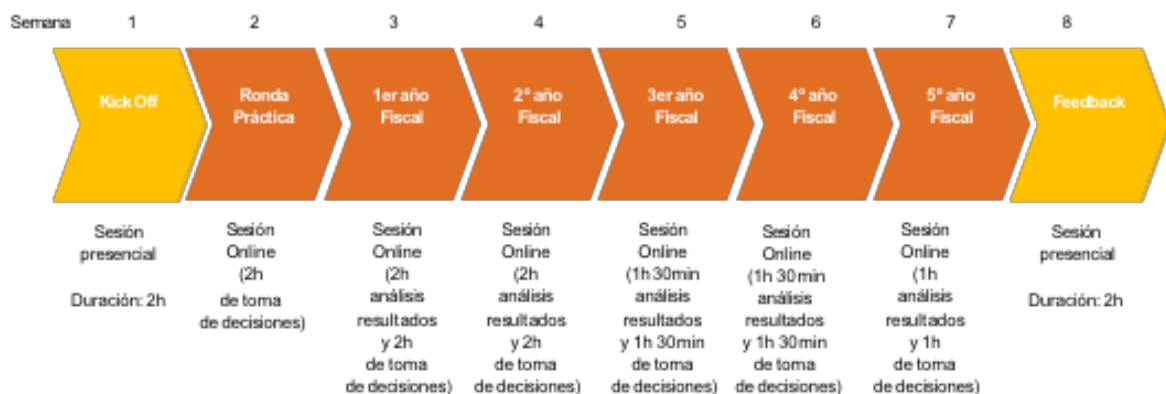 Semana 1 2 3 4 5 6 7 8
Kick Off
Ronda
Práctica
1er año
Fiscal
2º año
Fiscal
3er año
Fiscal
4º año
Fiscal
5º año
Fiscal
Feedback
Sesión
presencial
Duración: 2h
Sesión
Online
(2h
de toma
de decisiones)
Sesión
Online
(2h
análisis
resultados
y 2h
de toma
de decisiones)
Sesión
Online
(2h
análisis
resultados
y 2h
de toma
de decisiones)
Sesión
Online
(1h 30min
análisis
resultados
y 1h 30min
de toma
de decisiones)
Sesión
Online
(1h 30min
análisis
resultados
y 1h 30min
de toma
de decisiones)
Sesión
Online
(1h
análisis
resultados
y 1h
de toma
de decisiones)
Sesión
presencial
Duración: 2h